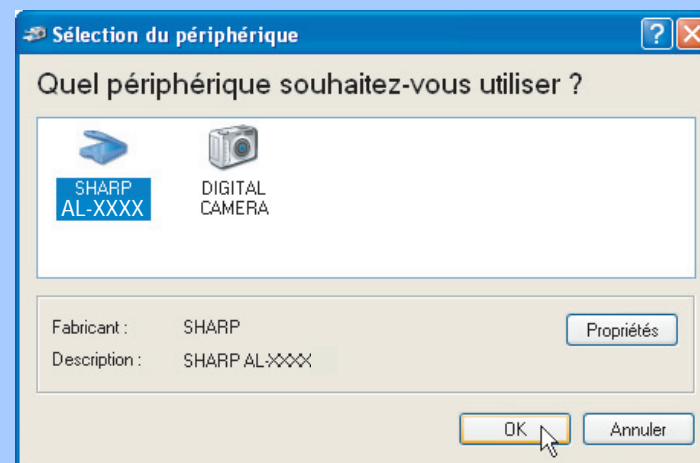 Sélection du périphérique
?
Quel périphérique souhaitez-vous utiliser ?
SHARP
AL-XXXX
DIGITAL
CAMERA
Fabricant : SHARP
Propriétés
Description : SHARP AL-XXXX
OK
Annuler